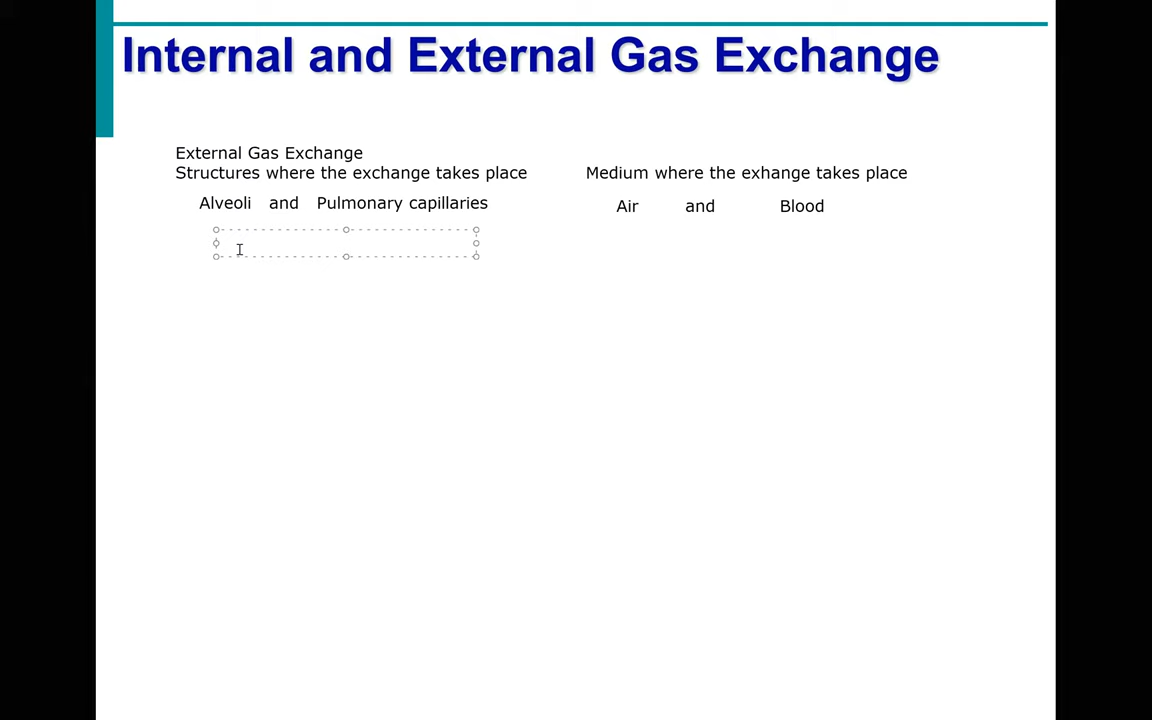 Internal and External Gas Exchange
External Gas Exchange
Structures where the exchange takes place
Medium where the exhange takes place
Alveoli and Pulmonary capillaries
Air and Blood